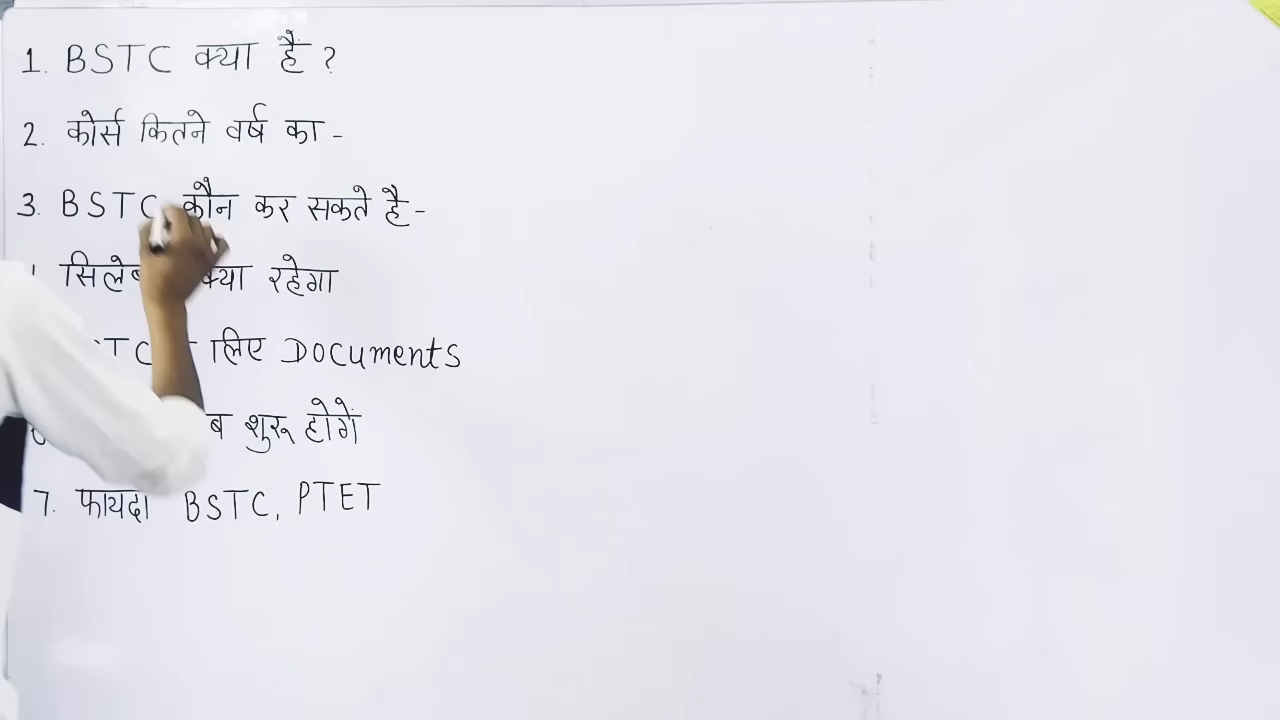 1. BSTC क्या हैं ?
2. कोर्स कितने वर्ष का -
3. BSTC कौन कर सकते है -
क्या रहेगा
लिए Documents
शुरू होगें
7. फायदा BSTC, PTET